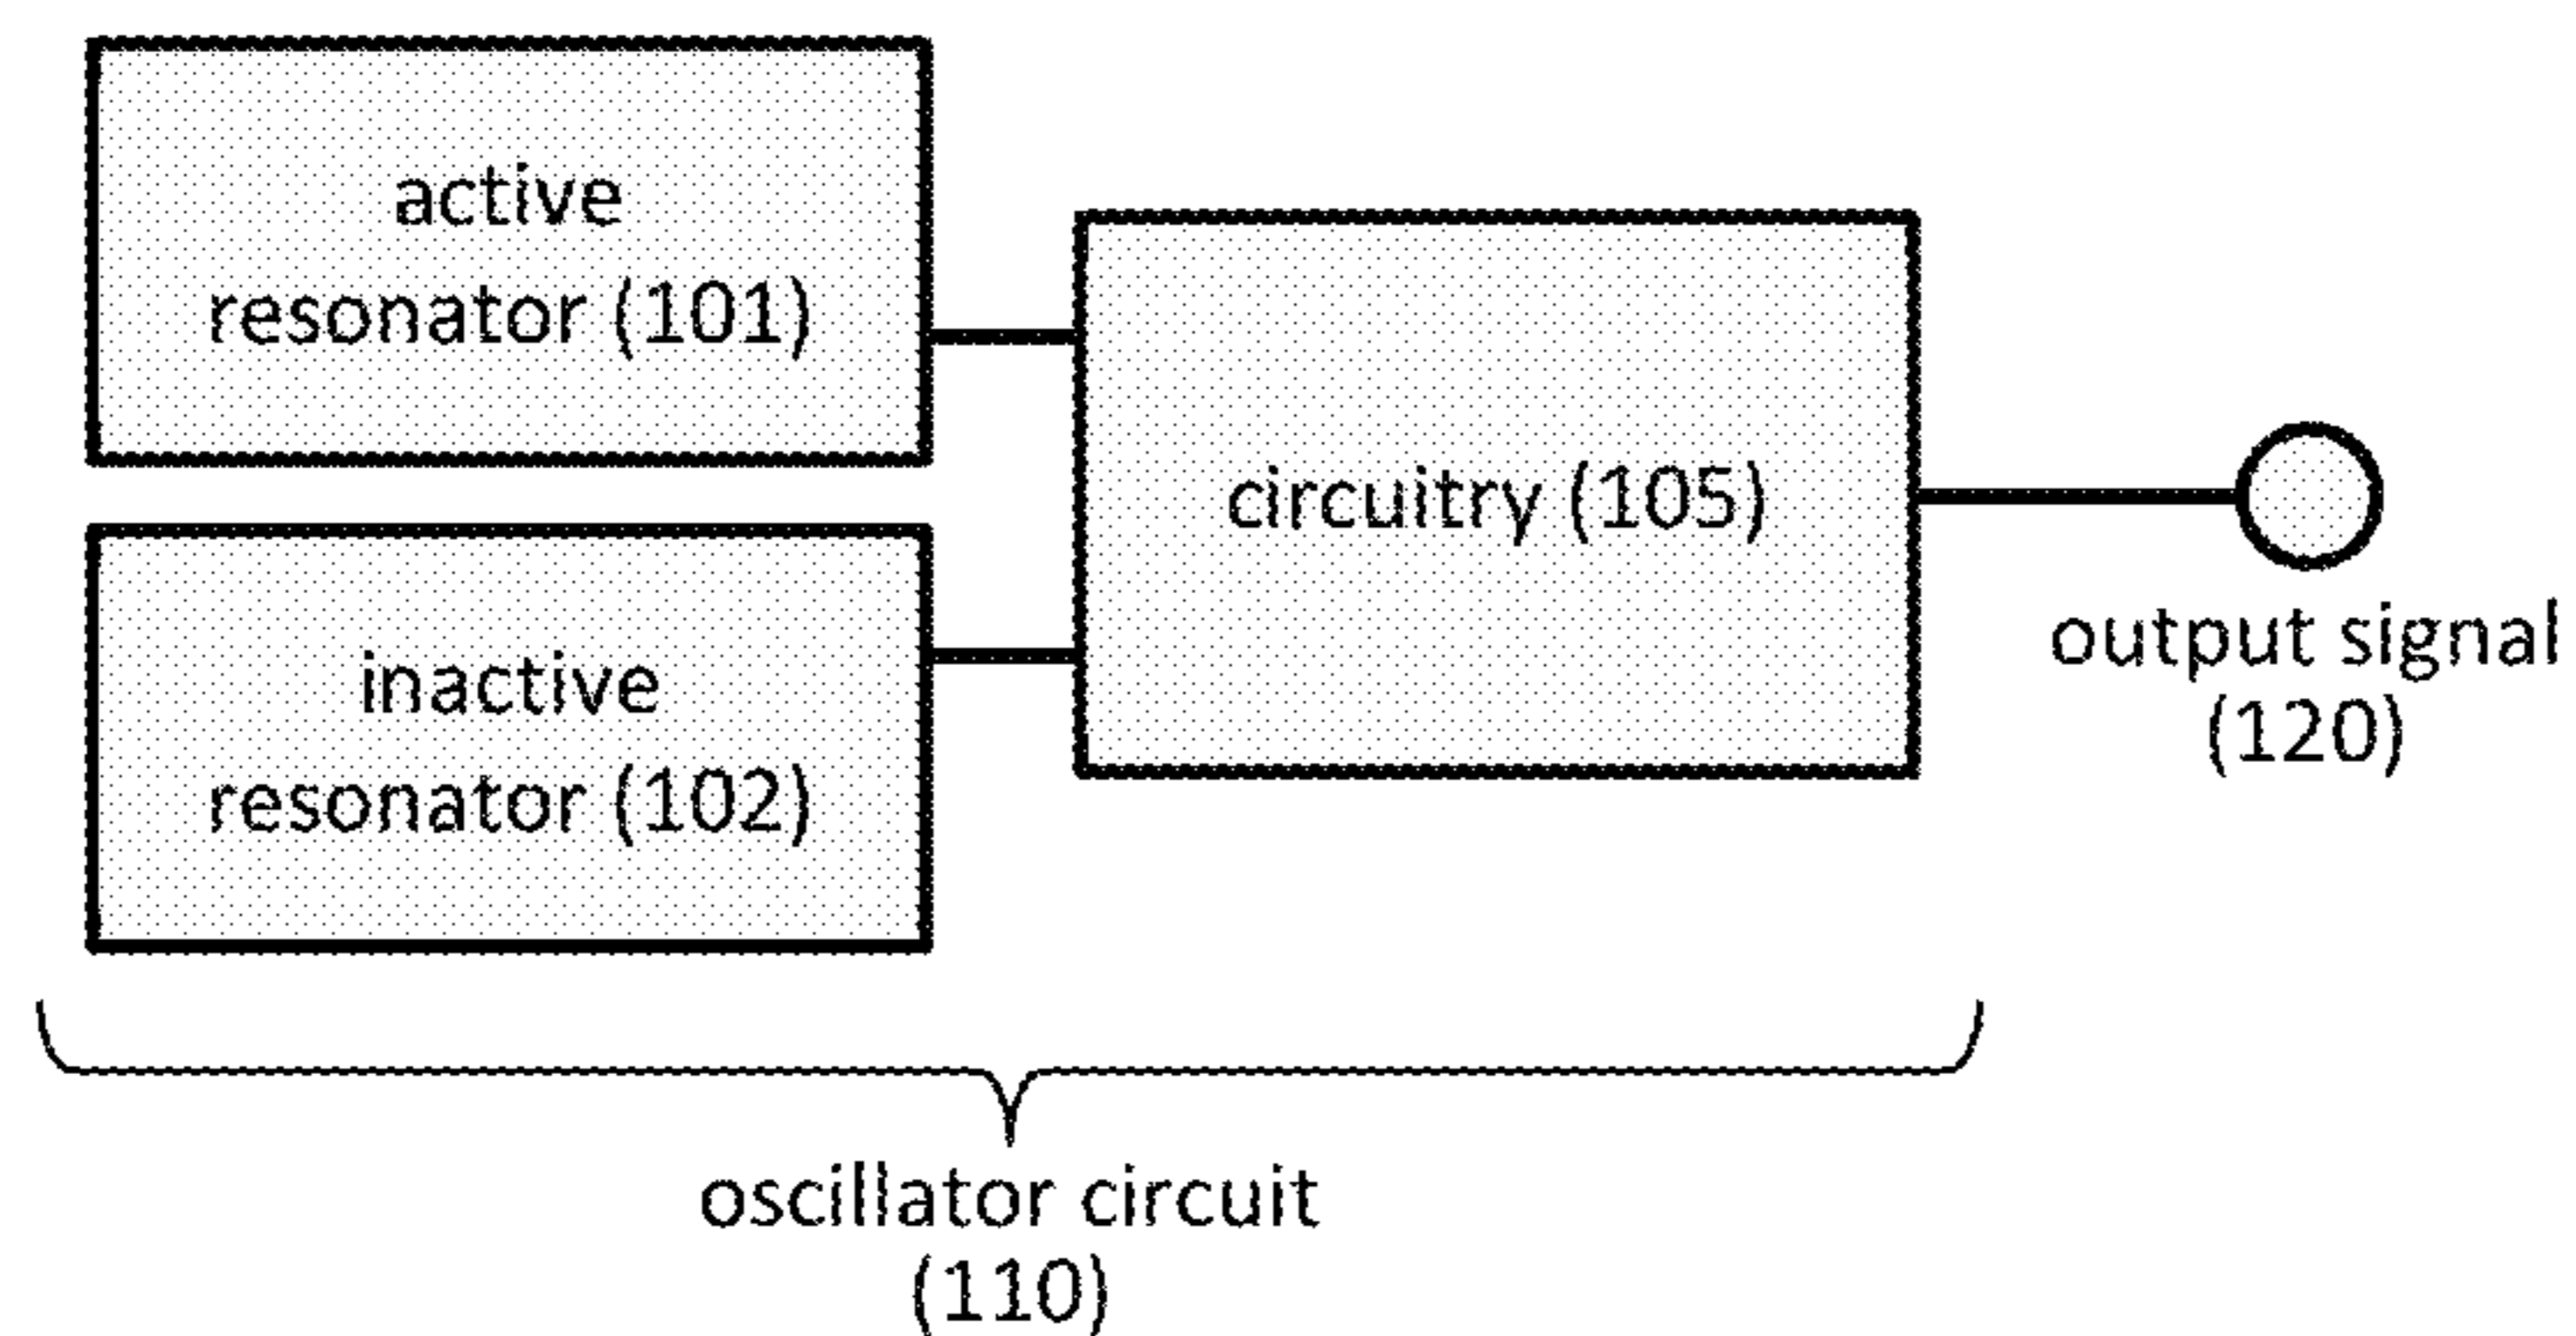 active
resonator (101)
inactive
resonator (102)
circuitry (105)
output signal
(120)
oscillator circuit
(110)